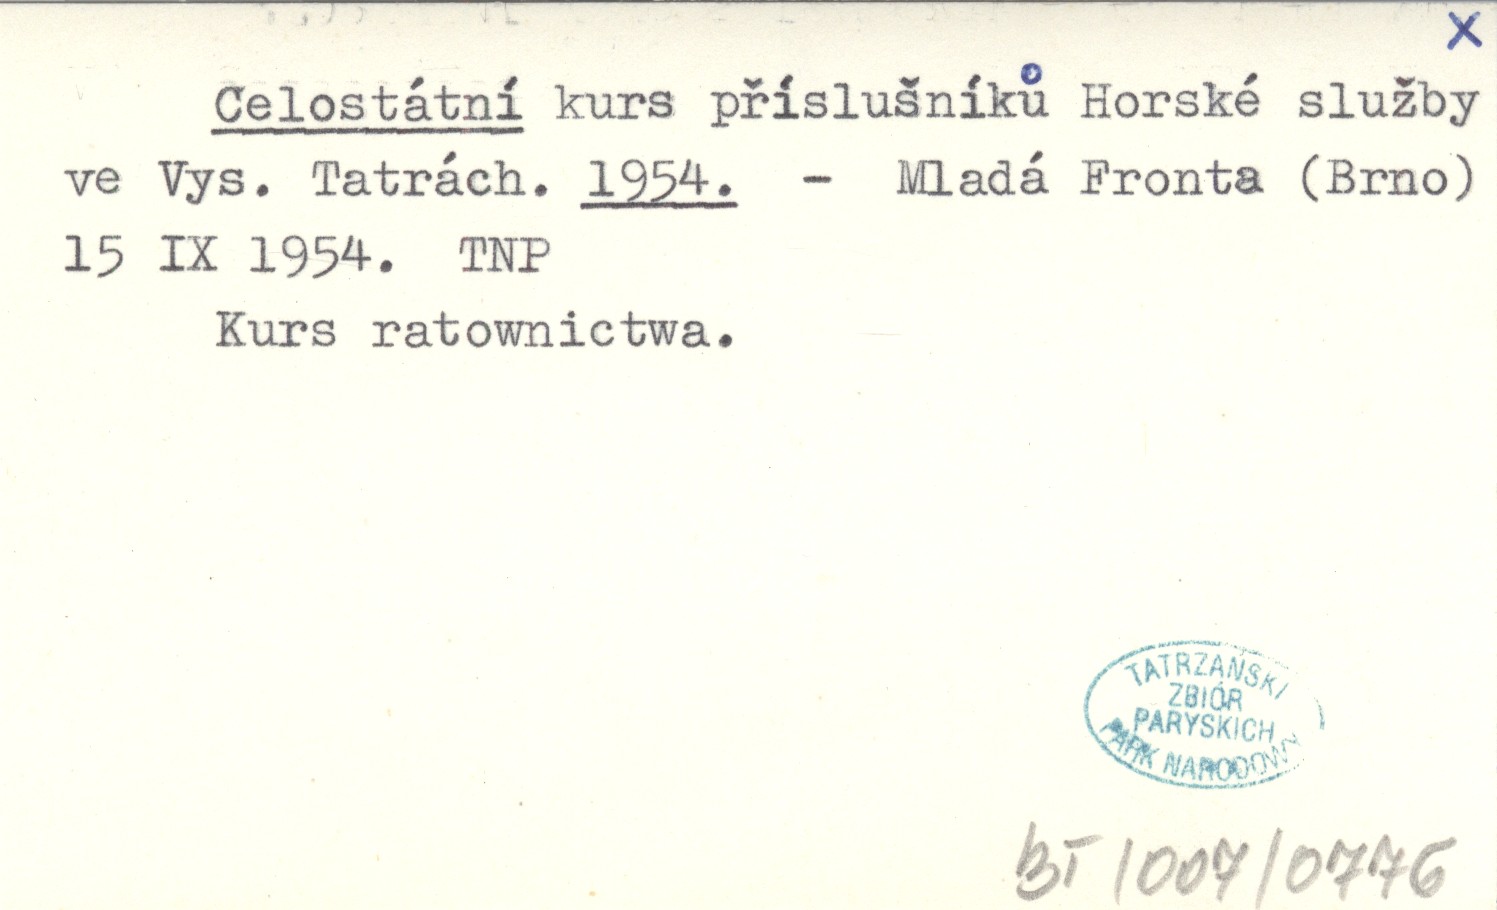 x
Celostátní kurs příslušníků Horské služby
ve Vys. Tatrách. 1954. - Mladá Fronta (Brno)
15 IX 1954. TNP
Kurs ratownictwa.
TATRZAŃSKI
ZBIÓR
PARYSKICH
PARK NARODOWY
BT/007/0776